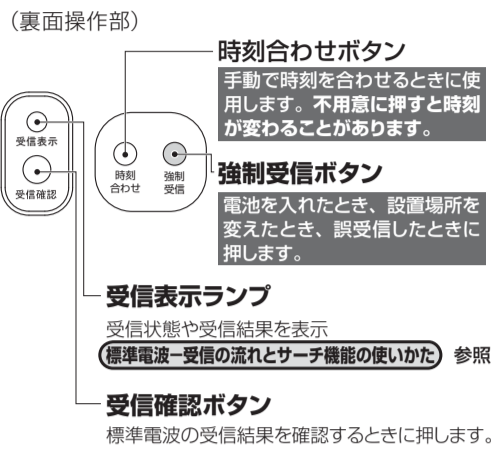 （裏面操作部）
時刻合わせボタン
手動で時刻を合わせるときに使
用します。不用意に押すと時刻
が変わることがあります。
受信表示
受信確認
時刻
合わせ
強制
受信
強制受信ボタン
電池を入れたとき、設置場所を
変えたとき、誤受信したときに
押します。
受信表示ランプ
受信状態や受信結果を表示
標準電波－受信の流れとサーチ機能の使いかた 参照
受信確認ボタン
標準電波の受信結果を確認するときに押します。